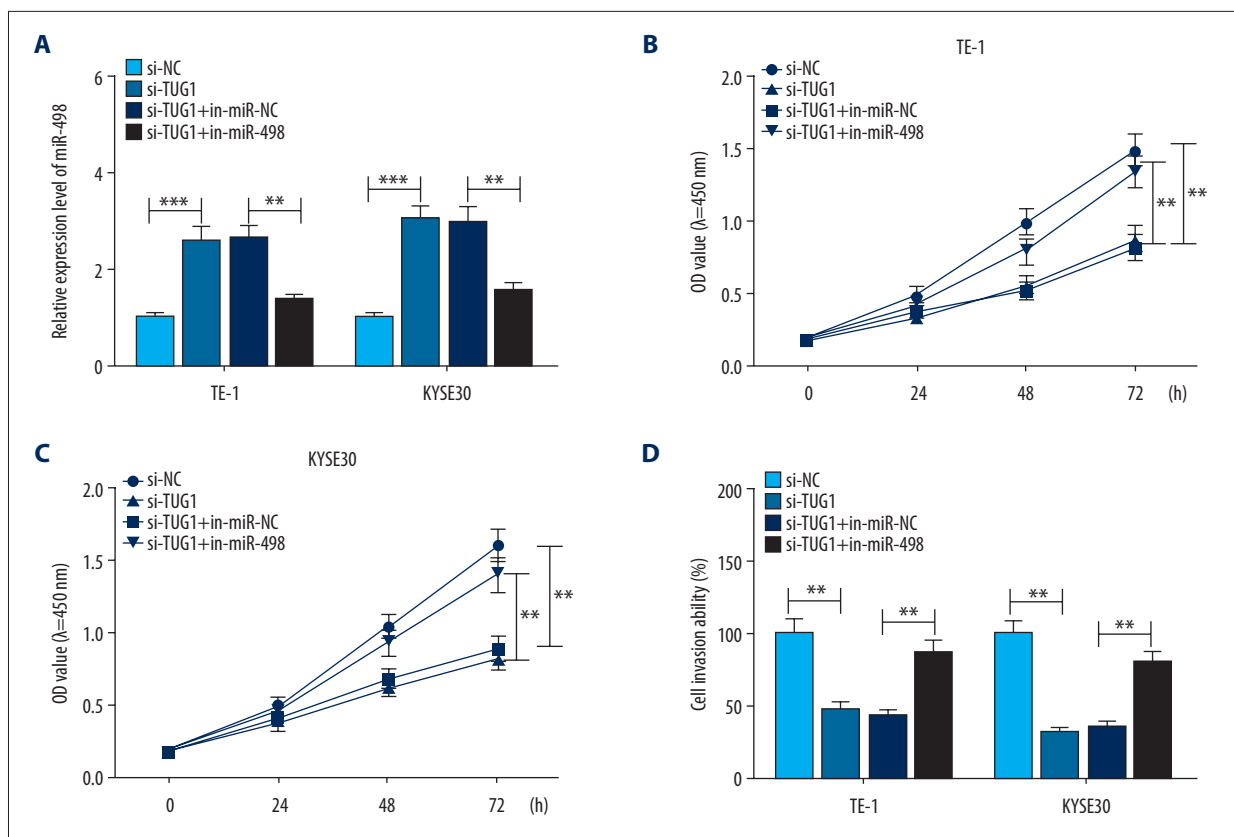 A
si-NC
si-TUG1
si-TUG1+in-miR-NC
si-TUG1+in-miR-498
Relative expression level of miR-498
6
4
2
0
***
**
***
**
TE-1
KYSE30
B
TE-1
si-NC
si-TUG1
si-TUG1+in-miR-NC
si-TUG1+in-miR-498
OD value (λ=450 nm)
2.0
1.5
1.0
0.5
0.0
**
**
0 24 48 72 (h)
C
KYSE30
si-NC
si-TUG1
si-TUG1+in-miR-NC
si-TUG1+in-miR-498
OD value (λ=450 nm)
2.0
1.5
1.0
0.5
0.0
**
**
0 24 48 72 (h)
D
si-NC
si-TUG1
si-TUG1+in-miR-NC
si-TUG1+in-miR-498
Cell invasion ability (%)
200
150
100
50
0
**
**
**
**
TE-1
KYSE30